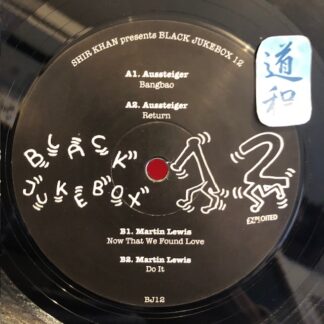 SHIR KHAN presents BLACK JUKEBOX 12
道
和
A1. Aussteiger
Bangbao
A2. Aussteiger
Return
BLACK
JUKEBOX
12
EXPLOITED
B1. Martin Lewis
Now That We Found Love
B2. Martin Lewis
Do It
BJ12